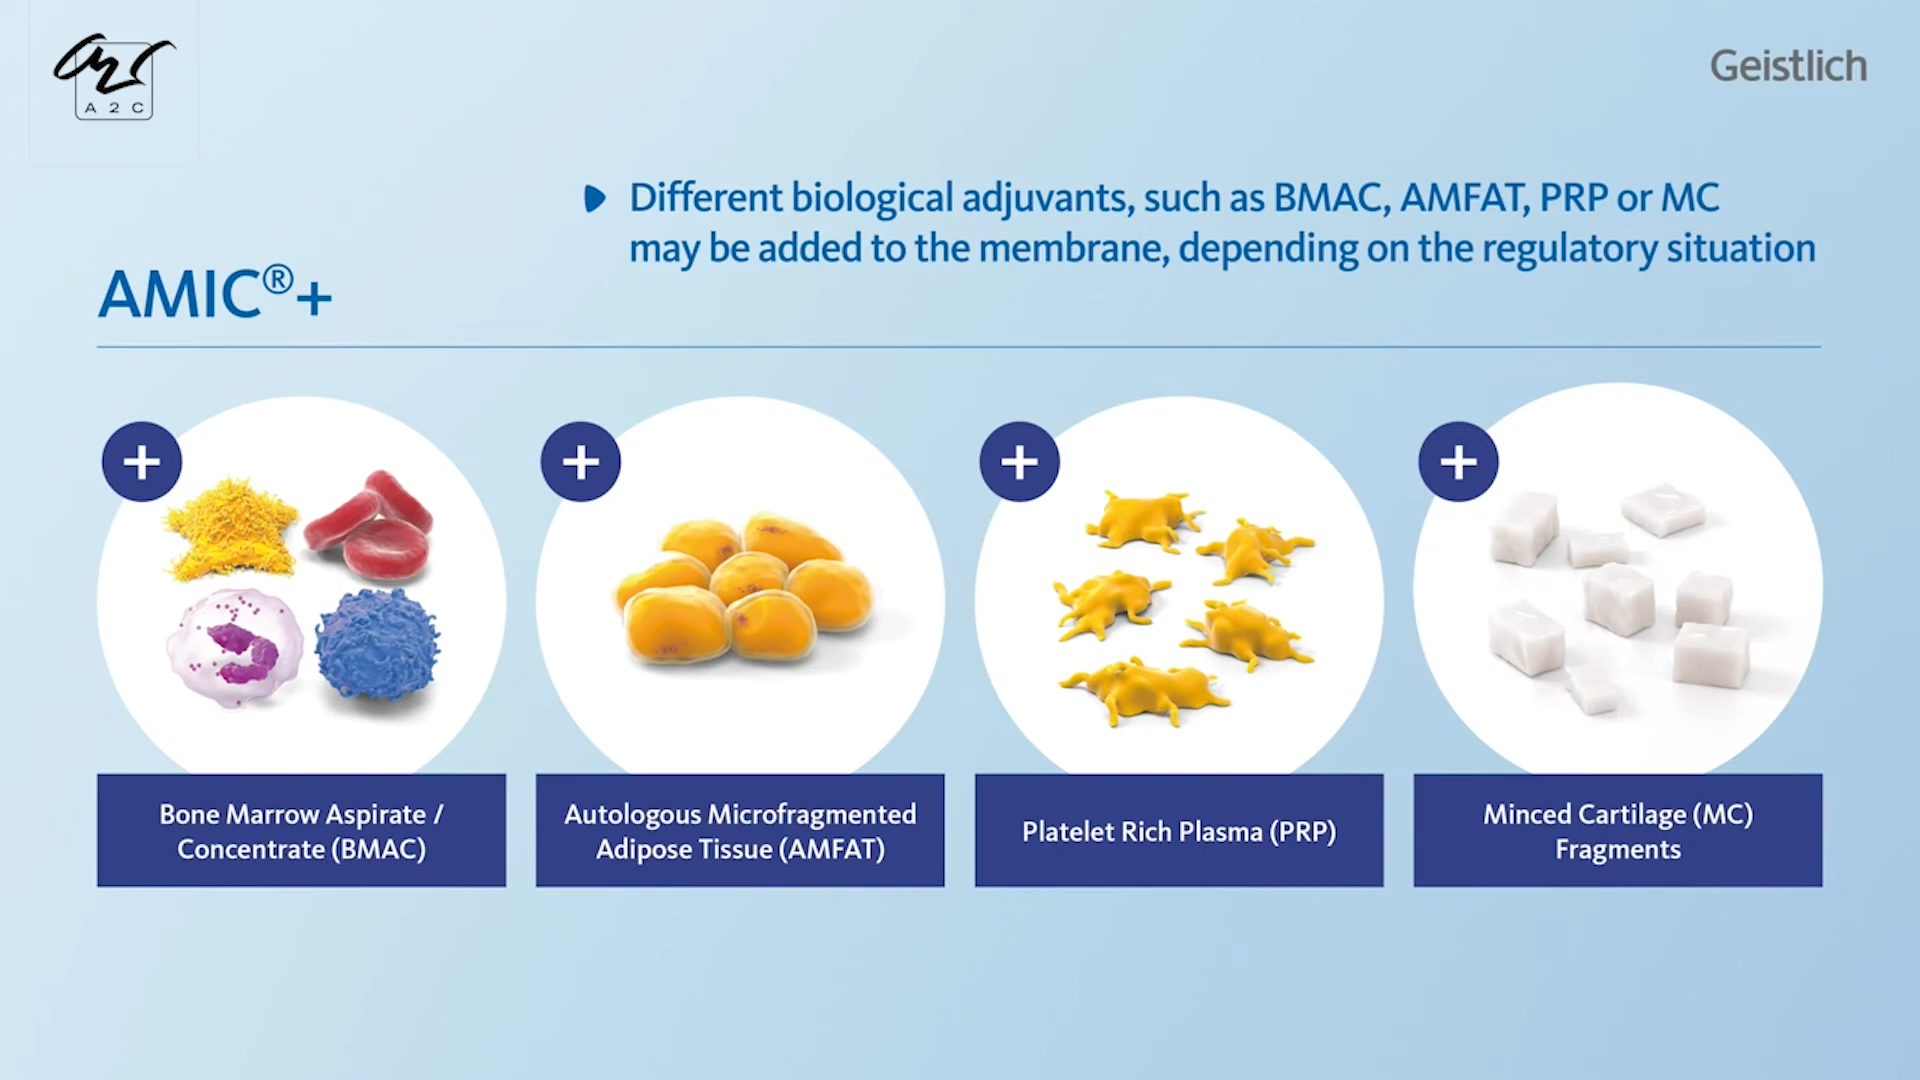 A 2 C
Geistlich
Different biological adjuvants, such as BMAC, AMFAT, PRP or MC
may be added to the membrane, depending on the regulatory situation
AMIC®+
Bone Marrow Aspirate /
Concentrate (BMAC)
Autologous Microfragmented
Adipose Tissue (AMFAT)
Platelet Rich Plasma (PRP)
Minced Cartilage (MC)
Fragments